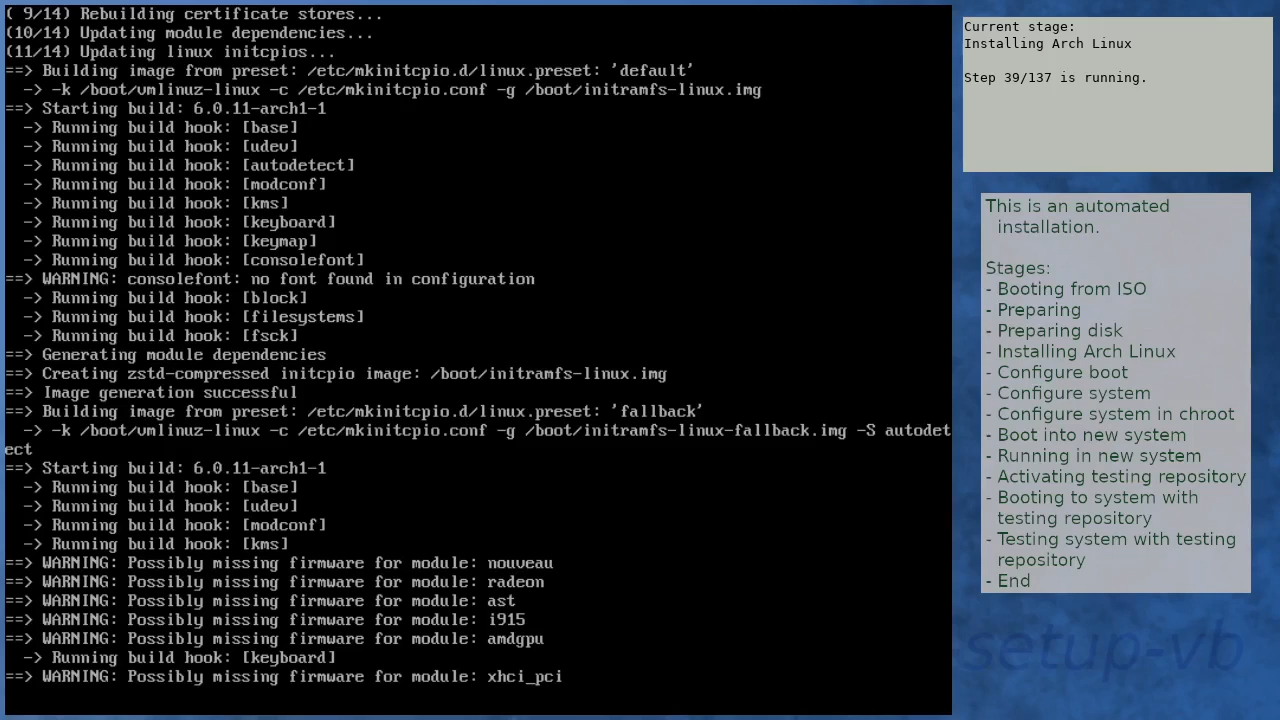 ( 9/14) Rebuilding certificate stores...
(10/14) Updating module dependencies...
(11/14) Updating linux initcpios...
==> Building image from preset: /etc/mkinitcpio.d/linux.preset: 'default'
  -> -k /boot/vmlinuz-linux -c /etc/mkinitcpio.conf -g /boot/initramfs-linux.img
==> Starting build: 6.0.11-arch1-1
  -> Running build hook: [base]
  -> Running build hook: [udev]
  -> Running build hook: [autodetect]
  -> Running build hook: [modconf]
  -> Running build hook: [kms]
  -> Running build hook: [keyboard]
  -> Running build hook: [keymap]
  -> Running build hook: [consolefont]
==> WARNING: consolefont: no font found in configuration
  -> Running build hook: [block]
  -> Running build hook: [filesystems]
  -> Running build hook: [fsck]
==> Generating module dependencies
==> Creating zstd-compressed initcpio image: /boot/initramfs-linux.img
==> Image generation successful
==> Building image from preset: /etc/mkinitcpio.d/linux.preset: 'fallback'
  -> -k /boot/vmlinuz-linux -c /etc/mkinitcpio.conf -g /boot/initramfs-linux-fallback.img -S autodet
ect
==> Starting build: 6.0.11-arch1-1
  -> Running build hook: [base]
  -> Running build hook: [udev]
  -> Running build hook: [modconf]
  -> Running build hook: [kms]
==> WARNING: Possibly missing firmware for module: nouveau
==> WARNING: Possibly missing firmware for module: radeon
==> WARNING: Possibly missing firmware for module: ast
==> WARNING: Possibly missing firmware for module: i915
==> WARNING: Possibly missing firmware for module: amdgpu
  -> Running build hook: [keyboard]
==> WARNING: Possibly missing firmware for module: xhci_pci
Current stage:
Installing Arch Linux
Step 39/137 is running.
This is an automated
installation.
Stages:
- Booting from ISO
- Preparing
- Preparing disk
- Installing Arch Linux
- Configure boot
- Configure system
- Configure system in chroot
- Boot into new system
- Running in new system
- Activating testing repository
- Booting to system with
testing repository
- Testing system with testing
repository
- End
-setup-vb